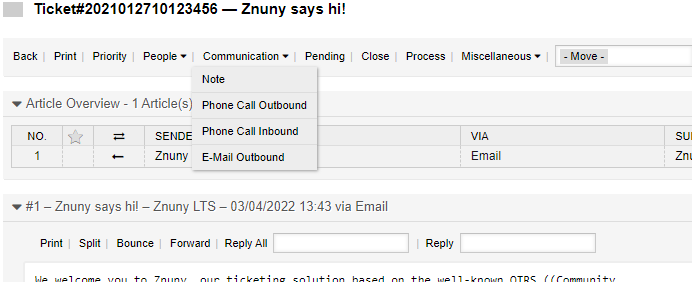 Ticket#2021012710123456 — Znuny says hi!
Back | Print | Priority | People | Communication | Pending | Close | Process | Miscellaneous | - Move -
Note
Phone Call Outbound
Phone Call Inbound
E-Mail Outbound
Article Overview - 1 Article(s)
NO. SENDE VIA SU
1 Znuny Email Znu
#1 – Znuny says hi! – Znuny LTS – 03/04/2022 13:43 via Email
Print | Split | Bounce | Forward | Reply All | Reply
We welcome you to Znuny, our ticketing solution based on the well-known OTRS ((Community